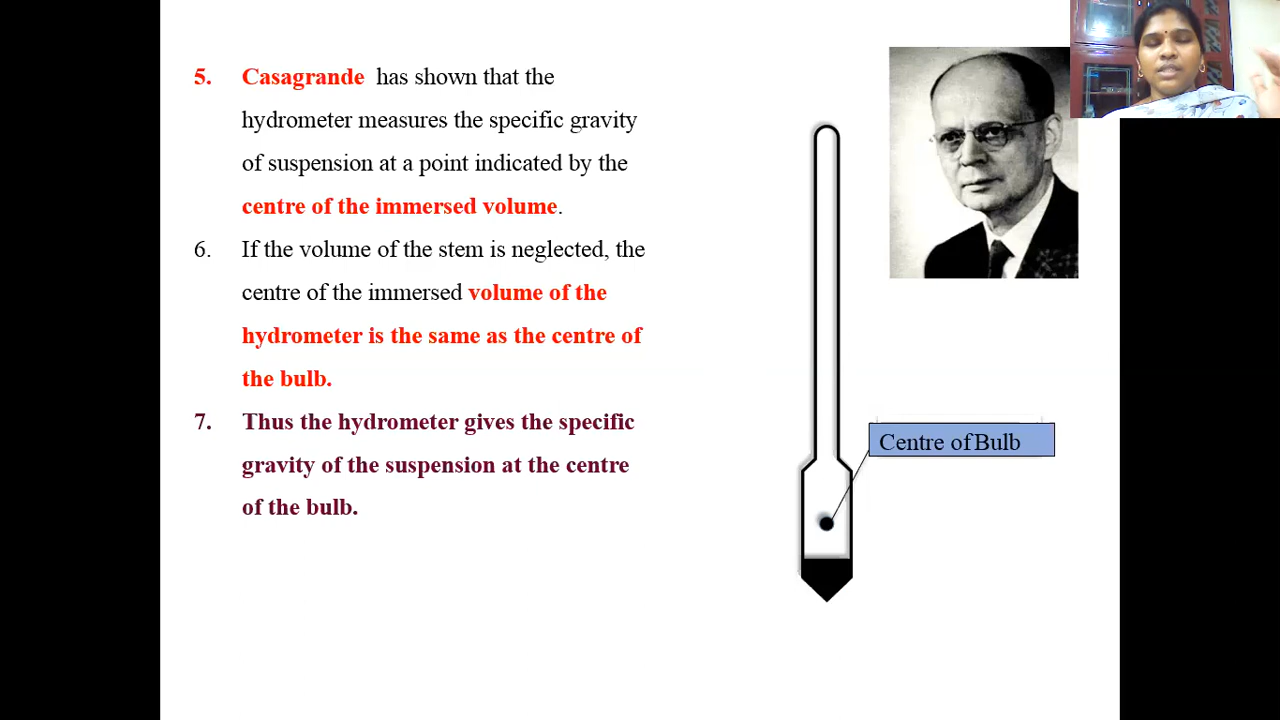 5. Casagrande has shown that the
hydrometer measures the specific gravity
of suspension at a point indicated by the
centre of the immersed volume.
6. If the volume of the stem is neglected, the
centre of the immersed volume of the
hydrometer is the same as the centre of
the bulb.
7. Thus the hydrometer gives the specific
gravity of the suspension at the centre
of the bulb.
Centre of Bulb